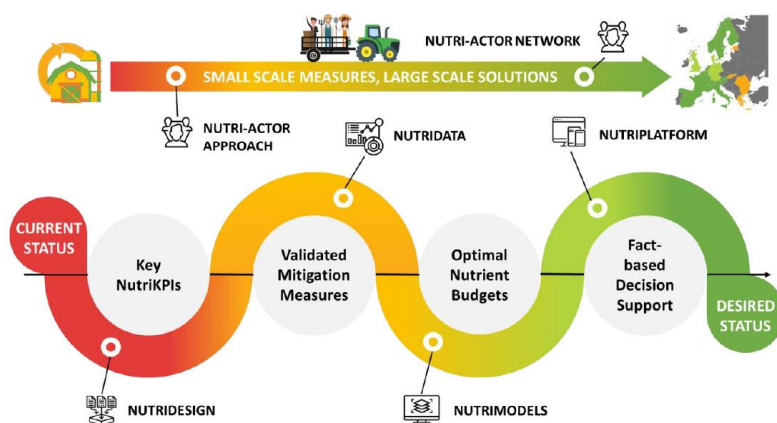 NUTRI-ACTOR NETWORK
SMALL SCALE MEASURES, LARGE SCALE SOLUTIONS
NUTRI-ACTOR
APPROACH
NUTRIDATA
NUTRIPLATFORM
CURRENT
STATUS
Key
NutriKPIs
Validated
Mitigation
Measures
Optimal
Nutrient
Budgets
Fact-
based
Decision
Support
DESIRED
STATUS
NUTRIDESIGN
NUTRIMODELS